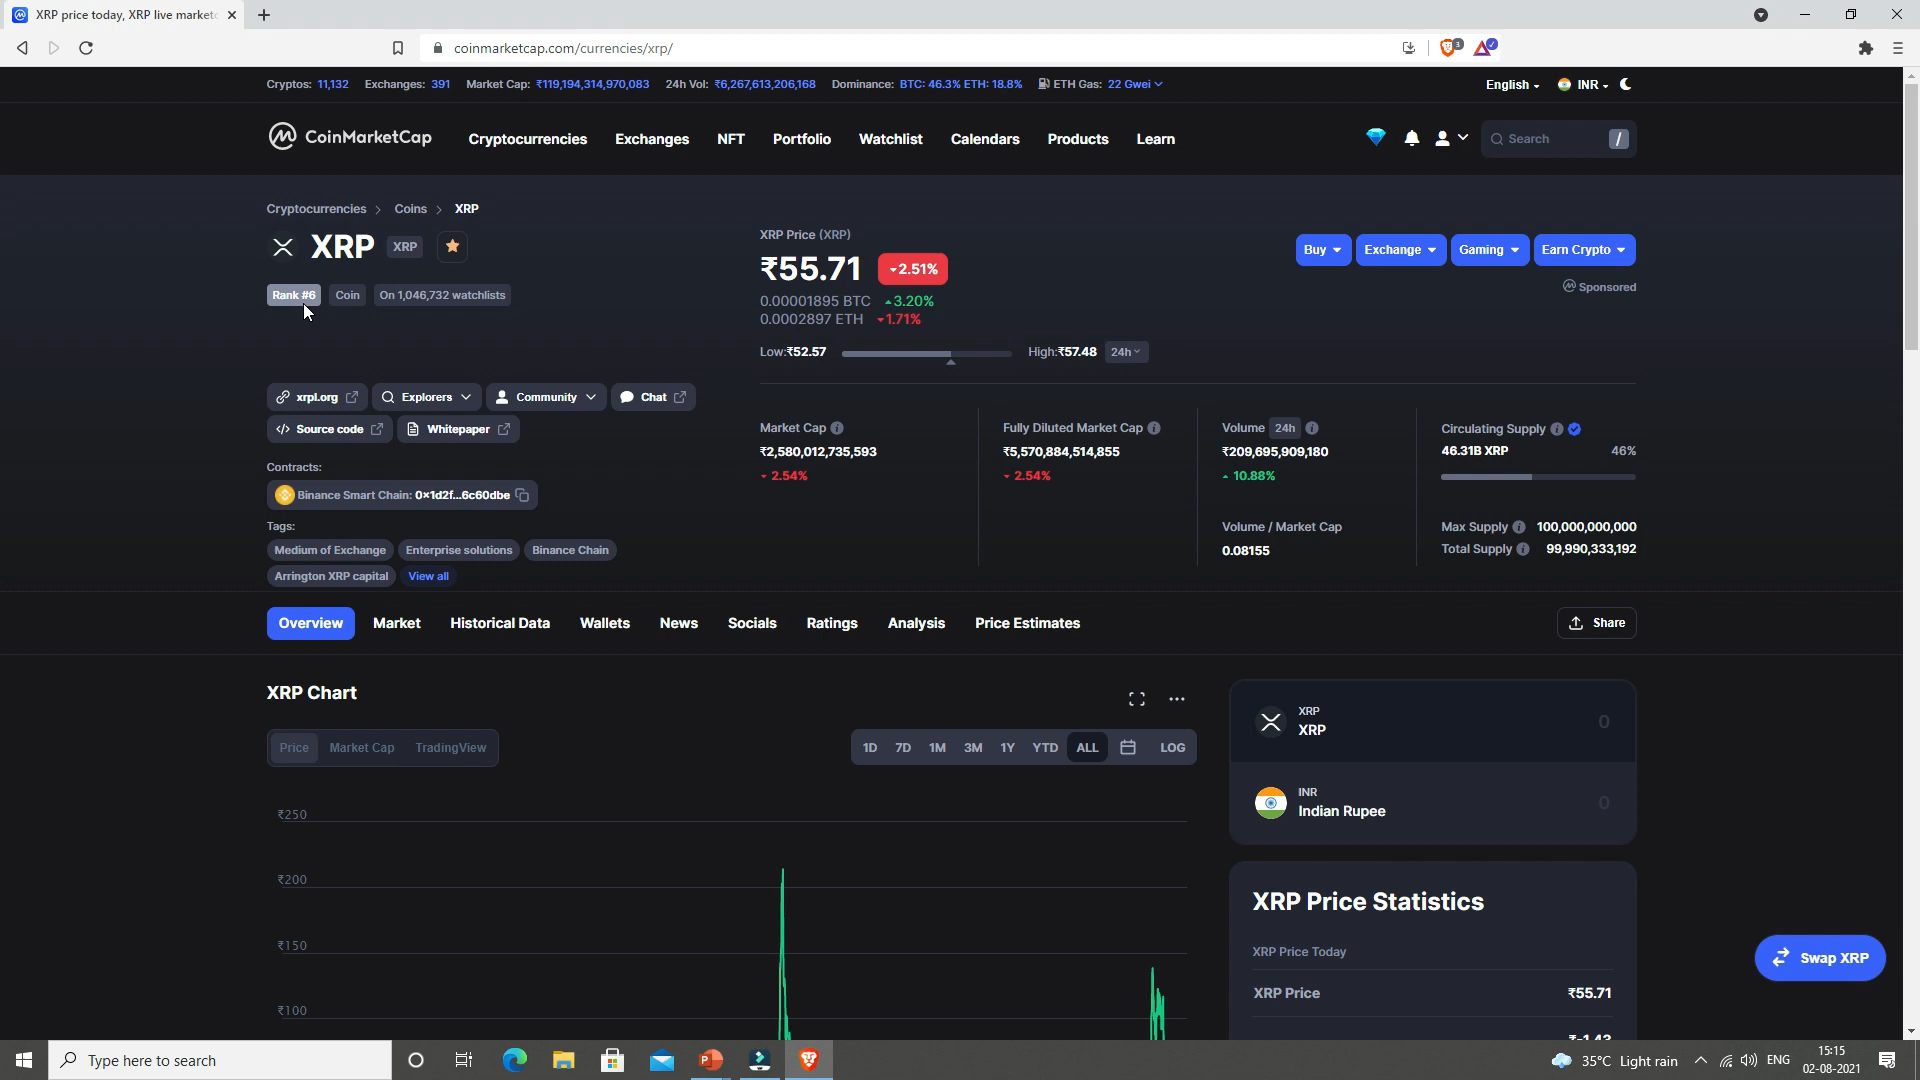 XRP price today, XRP live market
coinmarketcap.com/currencies/xrp/
3
Cryptos: 11,132 Exchanges: 391 Market Cap: ₹119,194,314,970,083 24h Vol: ₹6,267,613,206,168 Dominance: BTC: 46.3% ETH: 18.8% ETH Gas: 22 Gwei
English INR
CoinMarketCap Cryptocurrencies Exchanges NFT Portfolio Watchlist Calendars Products Learn Search /
Cryptocurrencies > Coins > XRP
XRP XRP
Rank #6 Coin On 1,046,732 watchlists
XRP Price (XRP)
₹55.71 2.51%
0.00001895 BTC 3.20%
0.0002897 ETH 1.71%
Low:₹52.57 High:₹57.48 24h
Buy Exchange Gaming Earn Crypto
Sponsored
xrpl.org Explorers Community Chat
Source code Whitepaper
Contracts:
Binance Smart Chain: 0x1d2f...6c60dbe
Tags:
Medium of Exchange Enterprise solutions Binance Chain
Arrington XRP capital View all
Market Cap
₹2,580,012,735,593
2.54%
Fully Diluted Market Cap
₹5,570,884,514,855
2.54%
Volume 24h
₹209,695,909,180
10.88%
Volume / Market Cap
0.08155
Circulating Supply
46.31B XRP 46%
Max Supply 100,000,000,000
Total Supply 99,990,333,192
Overview Market Historical Data Wallets News Socials Ratings Analysis Price Estimates Share
XRP Chart
Price Market Cap TradingView 1D 7D 1M 3M 1Y YTD ALL LOG
₹250
₹200
₹150
₹100
XRP
XRP 0
INR
Indian Rupee 0
XRP Price Statistics
XRP Price Today
XRP Price ₹55.71
Swap XRP
Type here to search
35°C Light rain ENG
15:15
02-08-2021